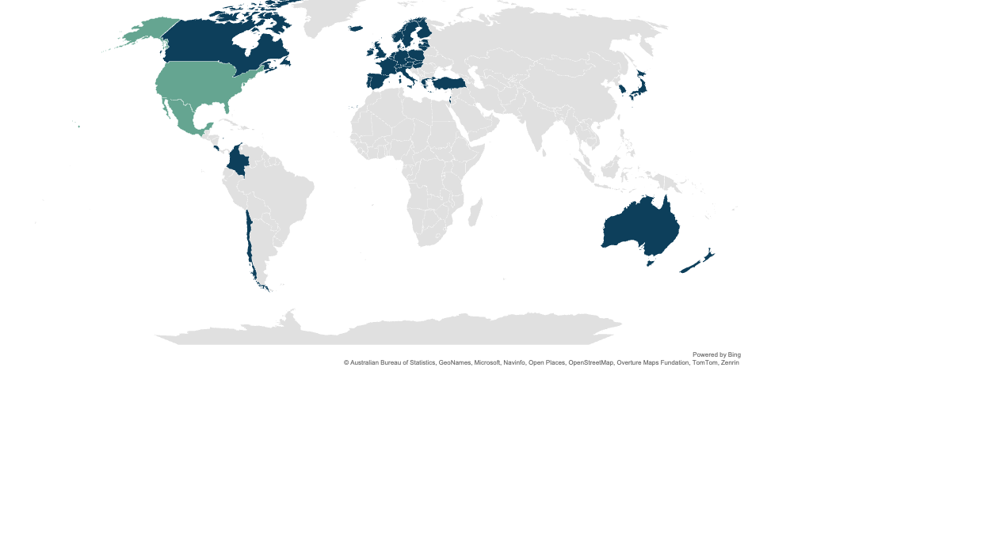 Powered by Bing
© Australian Bureau of Statistics, GeoNames, Microsoft, Navinfo, Open Places, OpenStreetMap, Overture Maps Fundation, TomTom, Zenrin